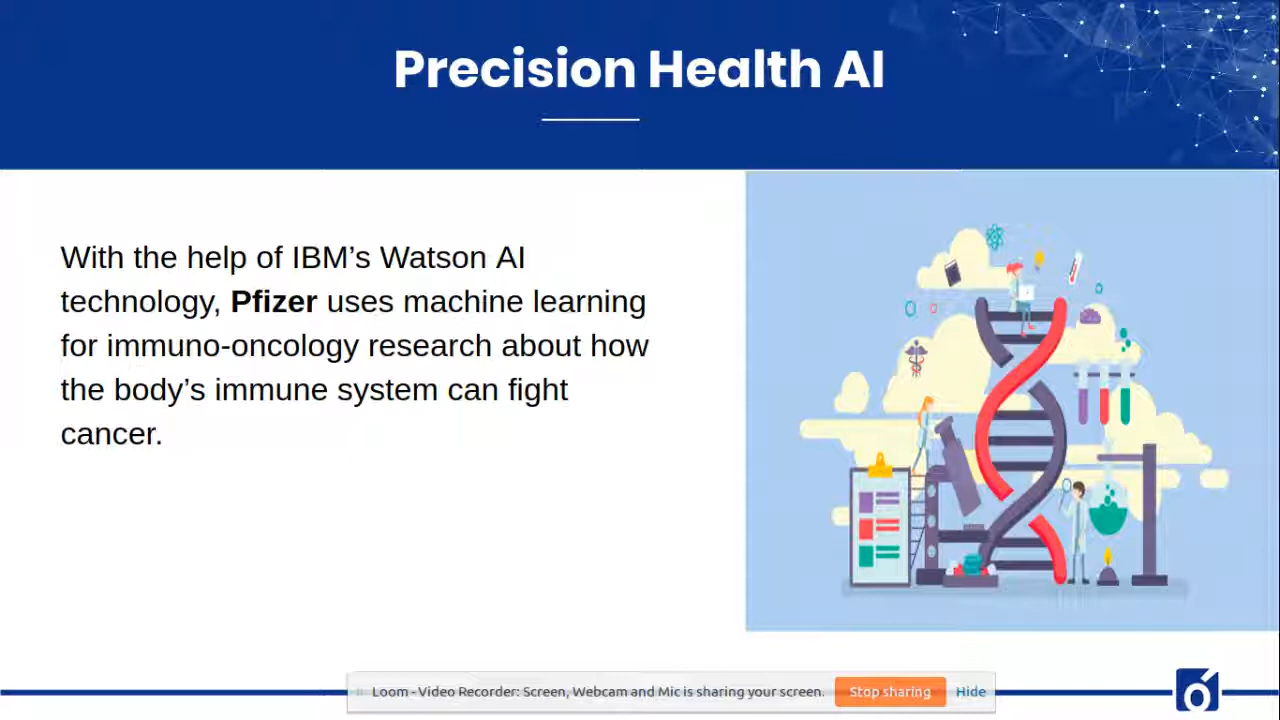 Precision Health AI
With the help of IBM’s Watson AI
technology, Pfizer uses machine learning
for immuno-oncology research about how
the body’s immune system can fight
cancer.
Loom - Video Recorder: Screen, Webcam and Mic is sharing your screen. Stop sharing Hide